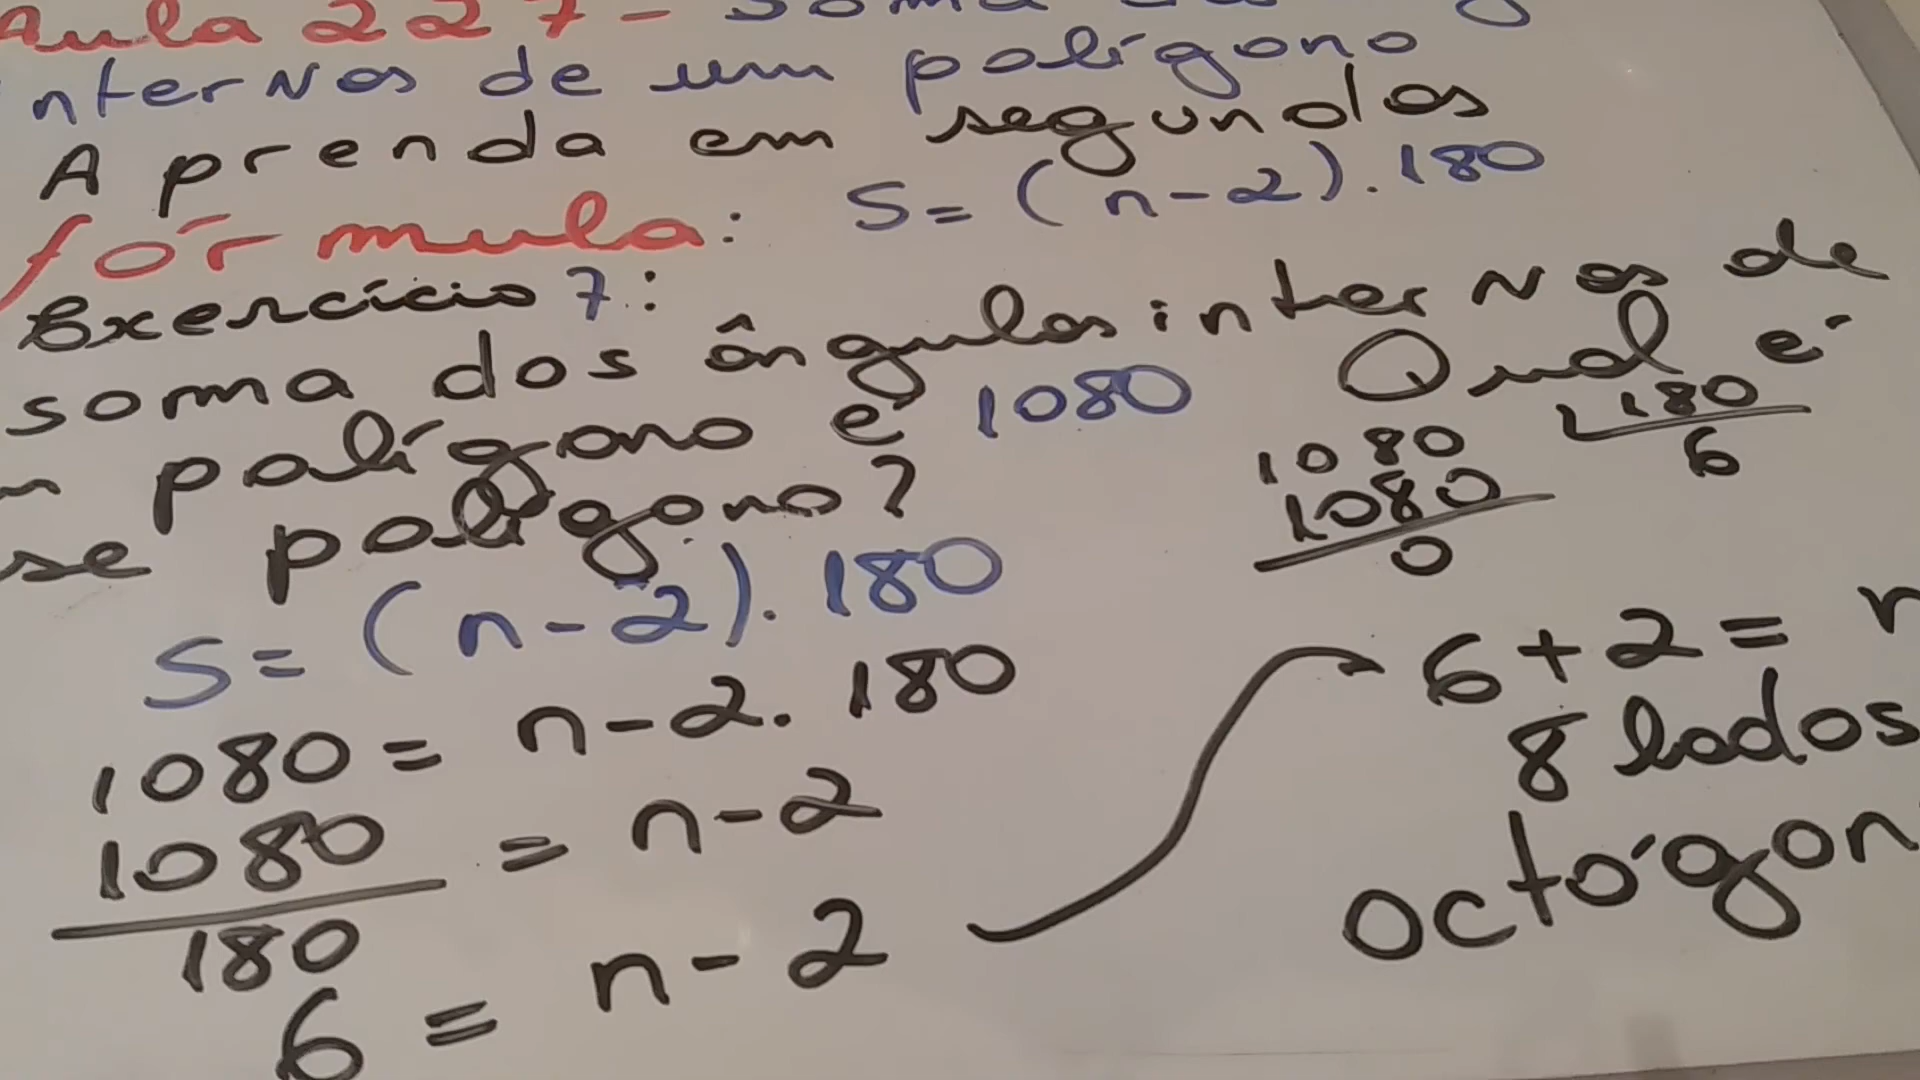 Aula 227 - Soma
nternos de um polígono
Aprenda em segundos
fórmula: S = (n-2).180
Exercício 7:
soma dos ângulos internos de
polígono é 1080 Qual é
se polígono?
S = (n-2).180
1080 = n-2.180
1080 = n-2
180
6 = n-2
1080 180
1080 6
0
6+2 = n
8 lados
octógon